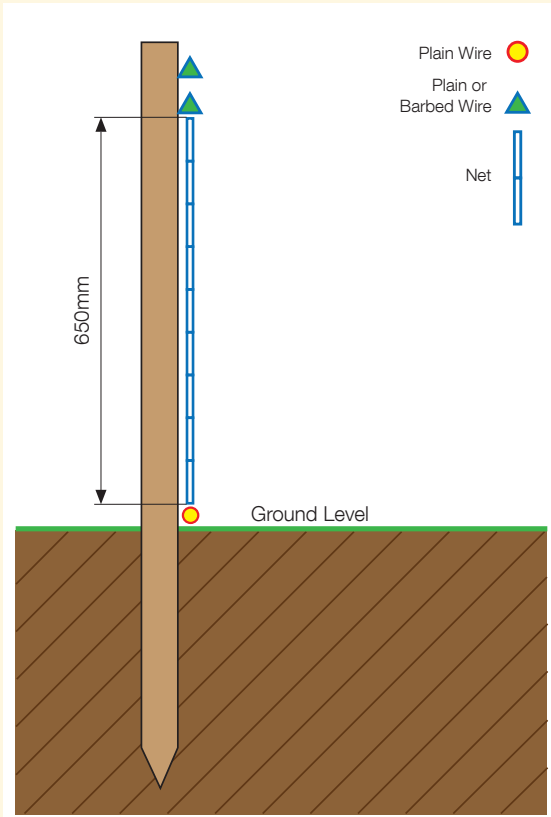 Plain Wire
Plain or
Barbed Wire
Net
650mm
Ground Level